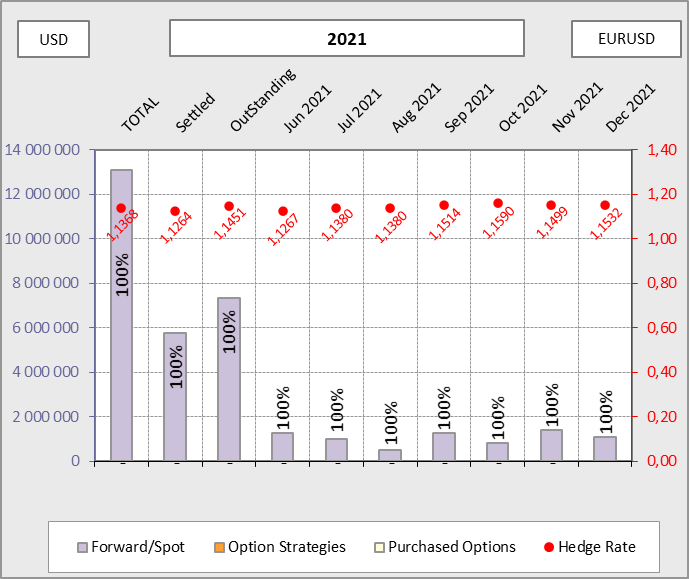 USD
2021
EURUSD
TOTAL
Settled
OutStanding
Jun 2021
Jul 2021
Aug 2021
Sep 2021
Oct 2021
Nov 2021
Dec 2021
14 000 000
12 000 000
10 000 000
8 000 000
6 000 000
4 000 000
2 000 000
0
1,1368
1,1264
1,1451
1,1267
1,1380
1,1380
1,1514
1,1590
1,1499
1,1532
100%
100%
100%
100%
100%
100%
100%
100%
100%
100%
1,40
1,20
1,00
0,80
0,60
0,40
0,20
0,00
Forward/Spot Option Strategies Purchased Options Hedge Rate